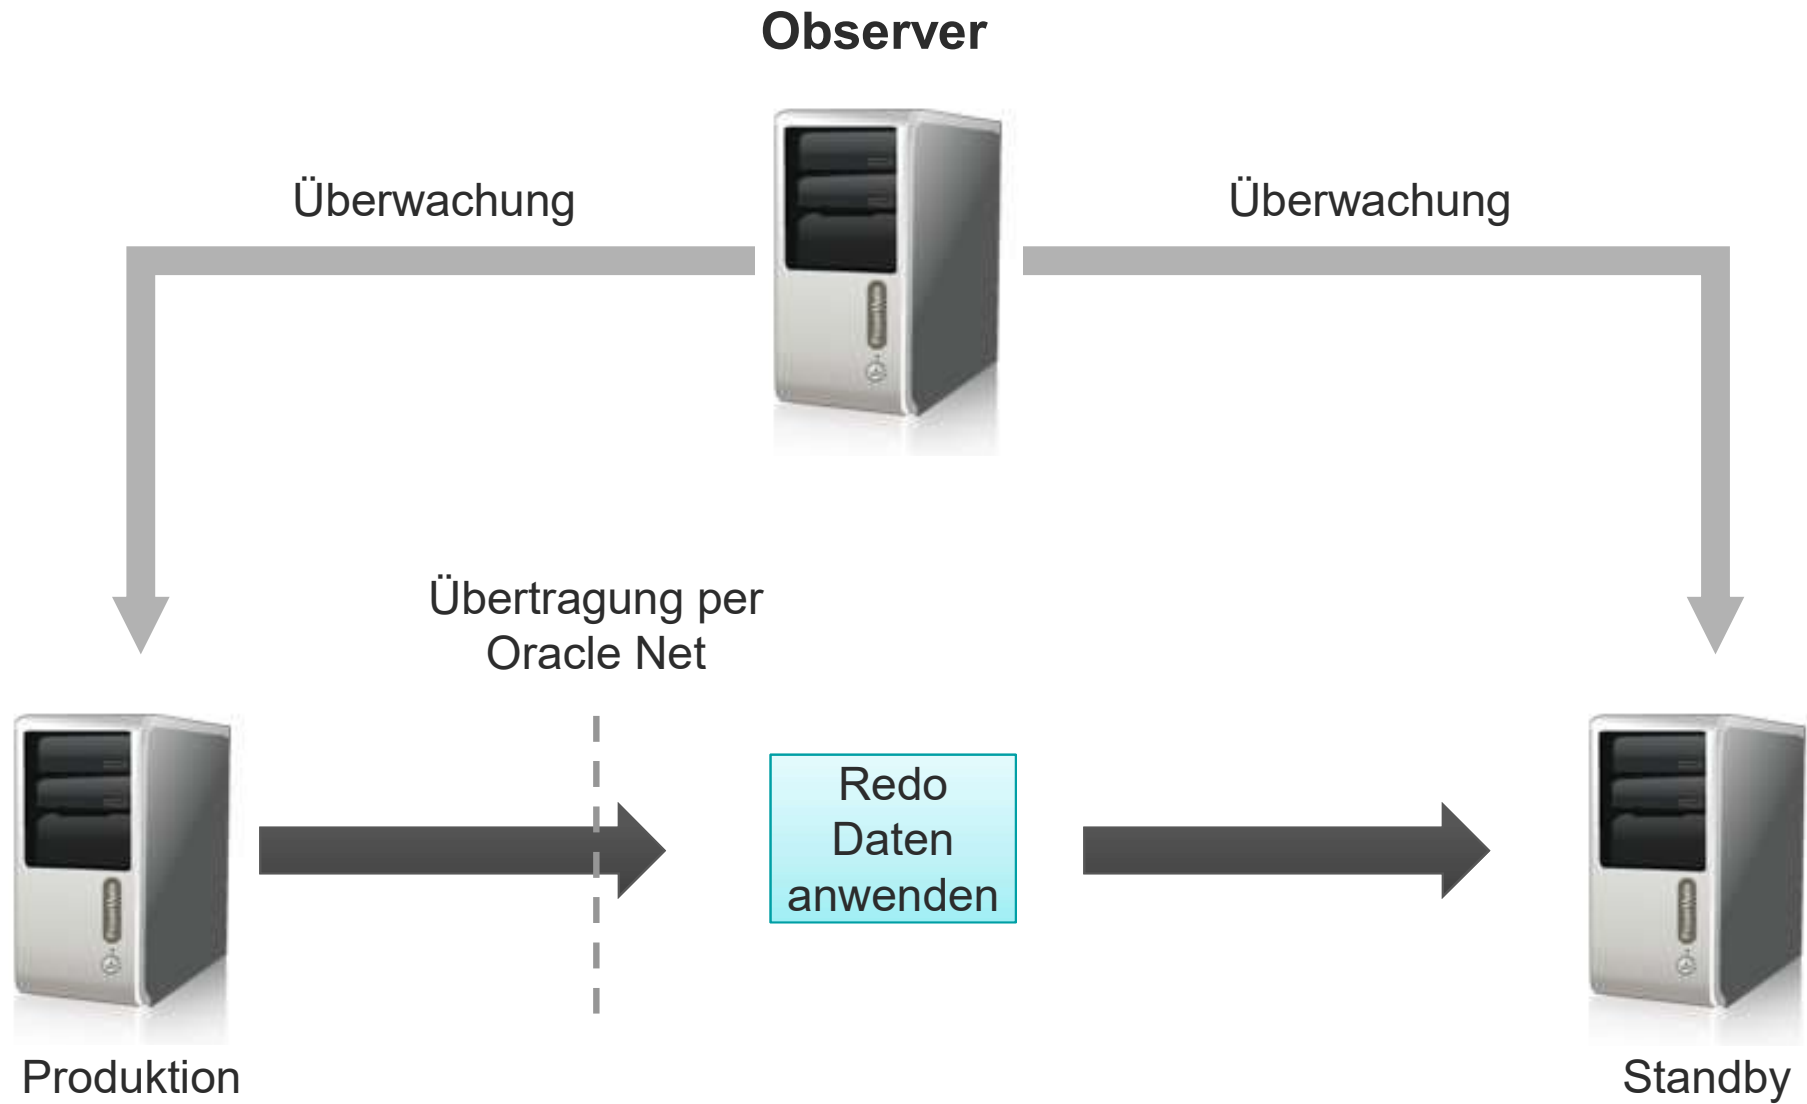 Observer
Überwachung
Überwachung
Übertragung per
Oracle Net
Redo
Daten
anwenden
Produktion
Standby